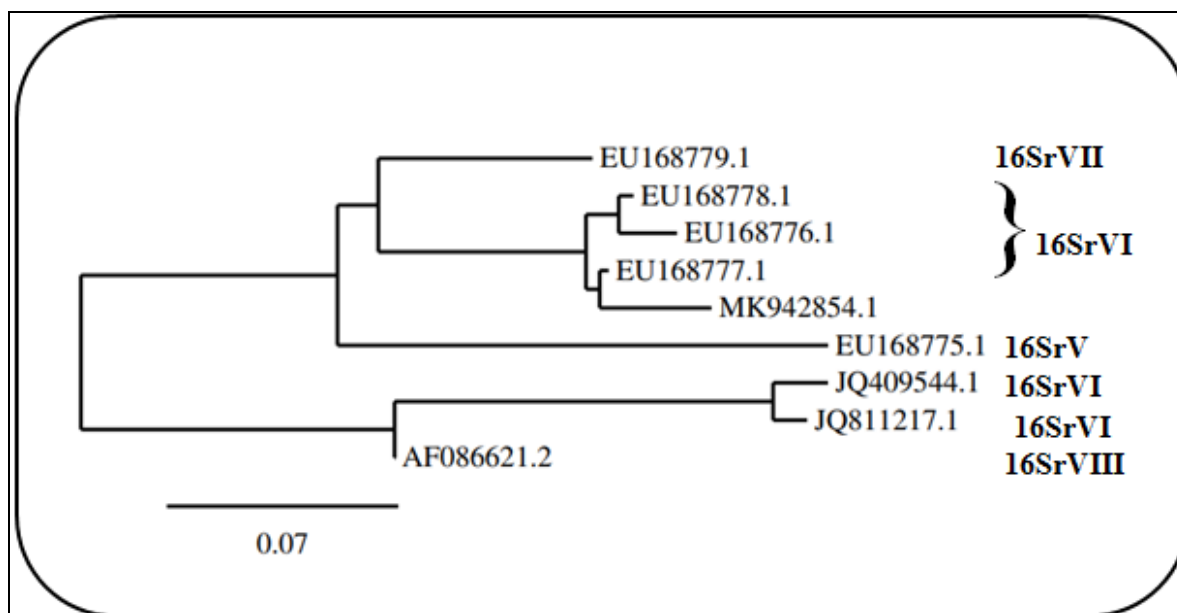 EU168779.1 16SrVII
EU168778.1
EU168776.1 16SrVI
EU168777.1
MK942854.1
EU168775.1 16SrV
JQ409544.1 16SrVI
JQ811217.1 16SrVI
AF086621.2 16SrVIII
0.07